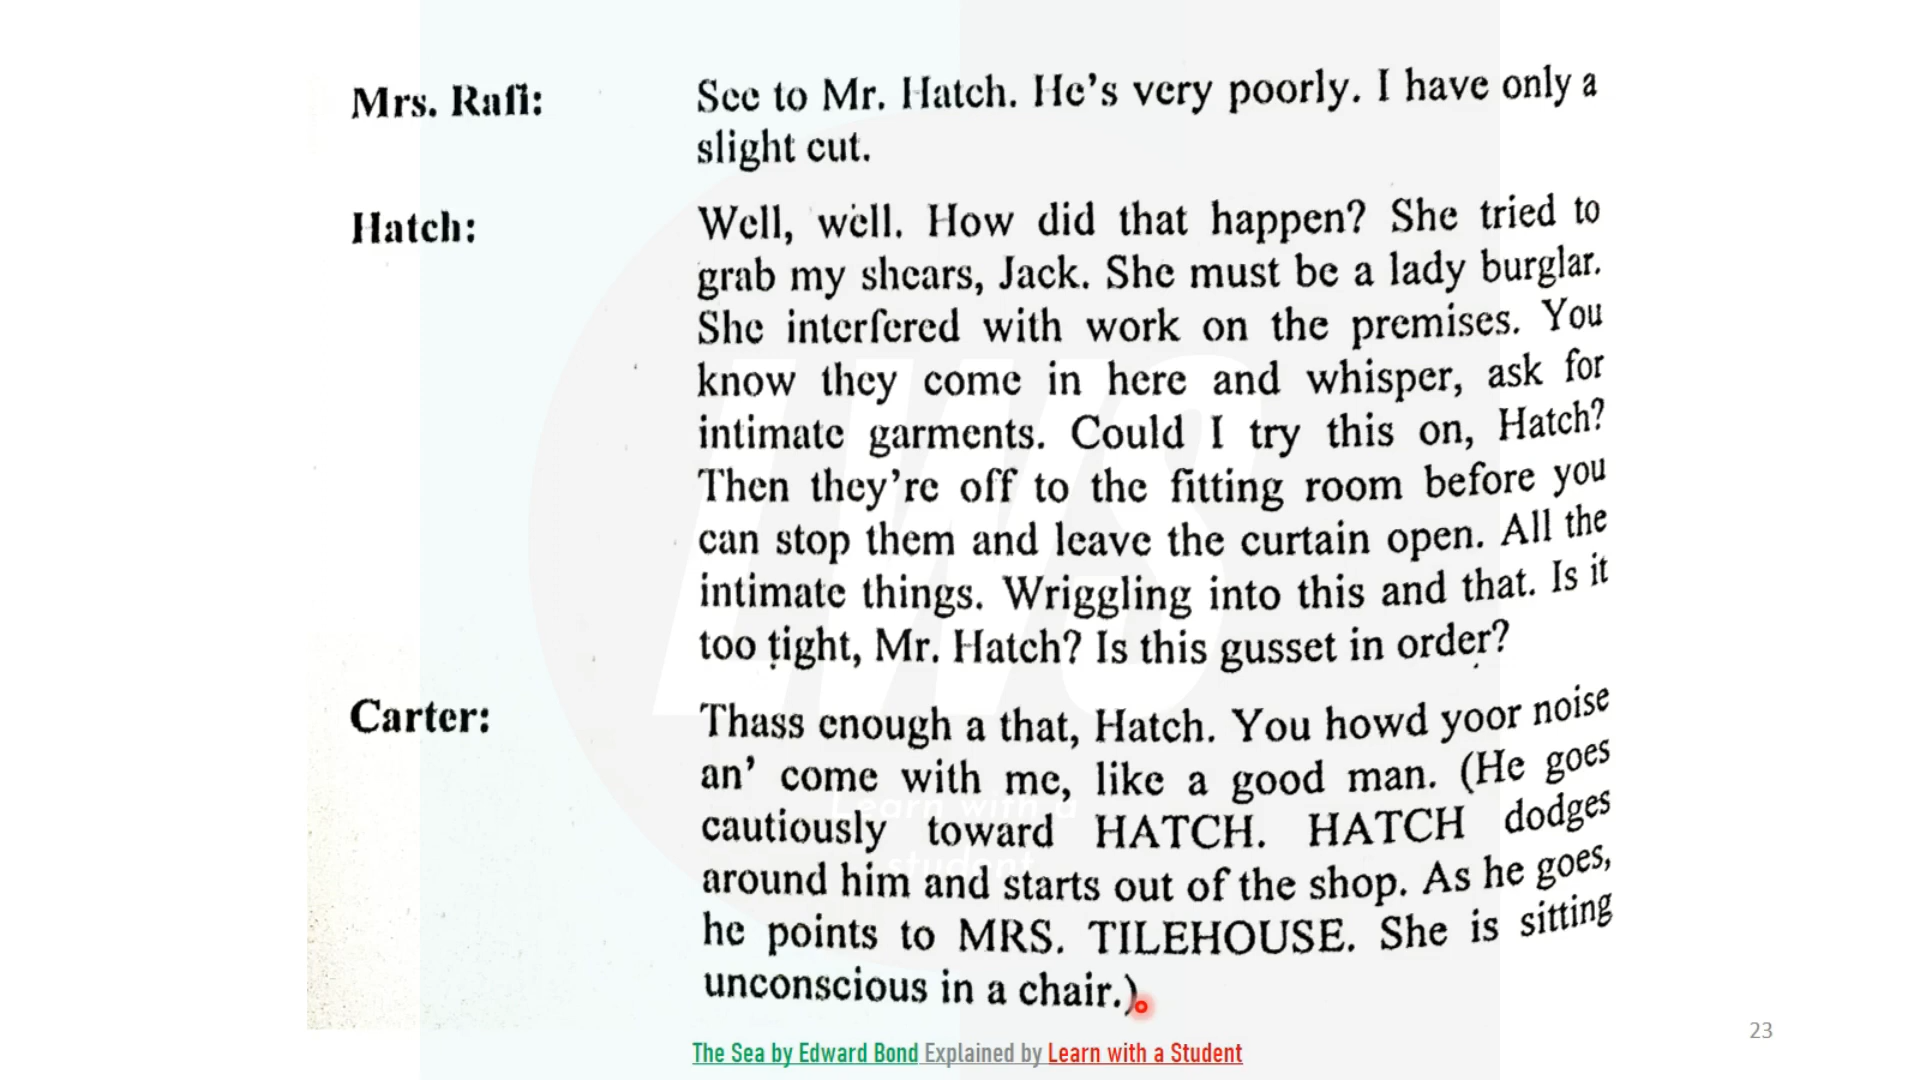 Mrs. Rafi: See to Mr. Hatch. He's very poorly. I have only a
slight cut.
Hatch: Well, well. How did that happen? She tried to
grab my shears, Jack. She must be a lady burglar.
She interfered with work on the premises. You
know they come in here and whisper, ask for
intimate garments. Could I try this on, Hatch?
Then they're off to the fitting room before you
can stop them and leave the curtain open. All the
intimate things. Wriggling into this and that. Is it
too tight, Mr. Hatch? Is this gusset in order?
Carter: Thass enough a that, Hatch. You howd yoor noise
an' come with me, like a good man. (He goes
cautiously toward HATCH. HATCH dodges
around him and starts out of the shop. As he goes,
he points to MRS. TILEHOUSE. She is sitting
unconscious in a chair.)
LWS
Learn with a
student
The Sea by Edward Bond Explained by Learn with a Student
23